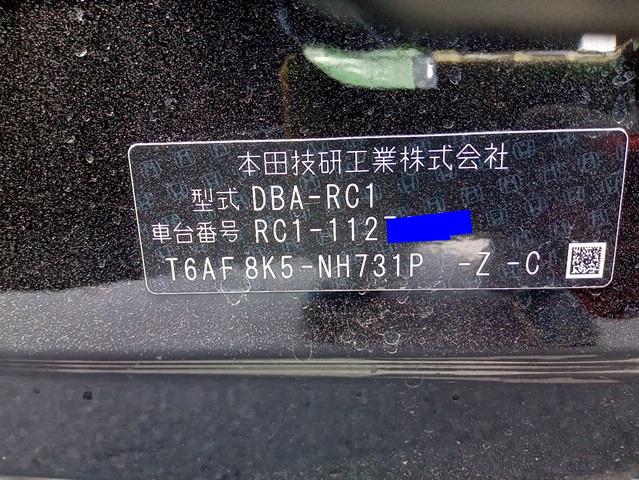 本田技研工業株式会社
型式 DBA-RC1
車台番号 RC1-112
T6AF 8K5-NH731P -Z -C